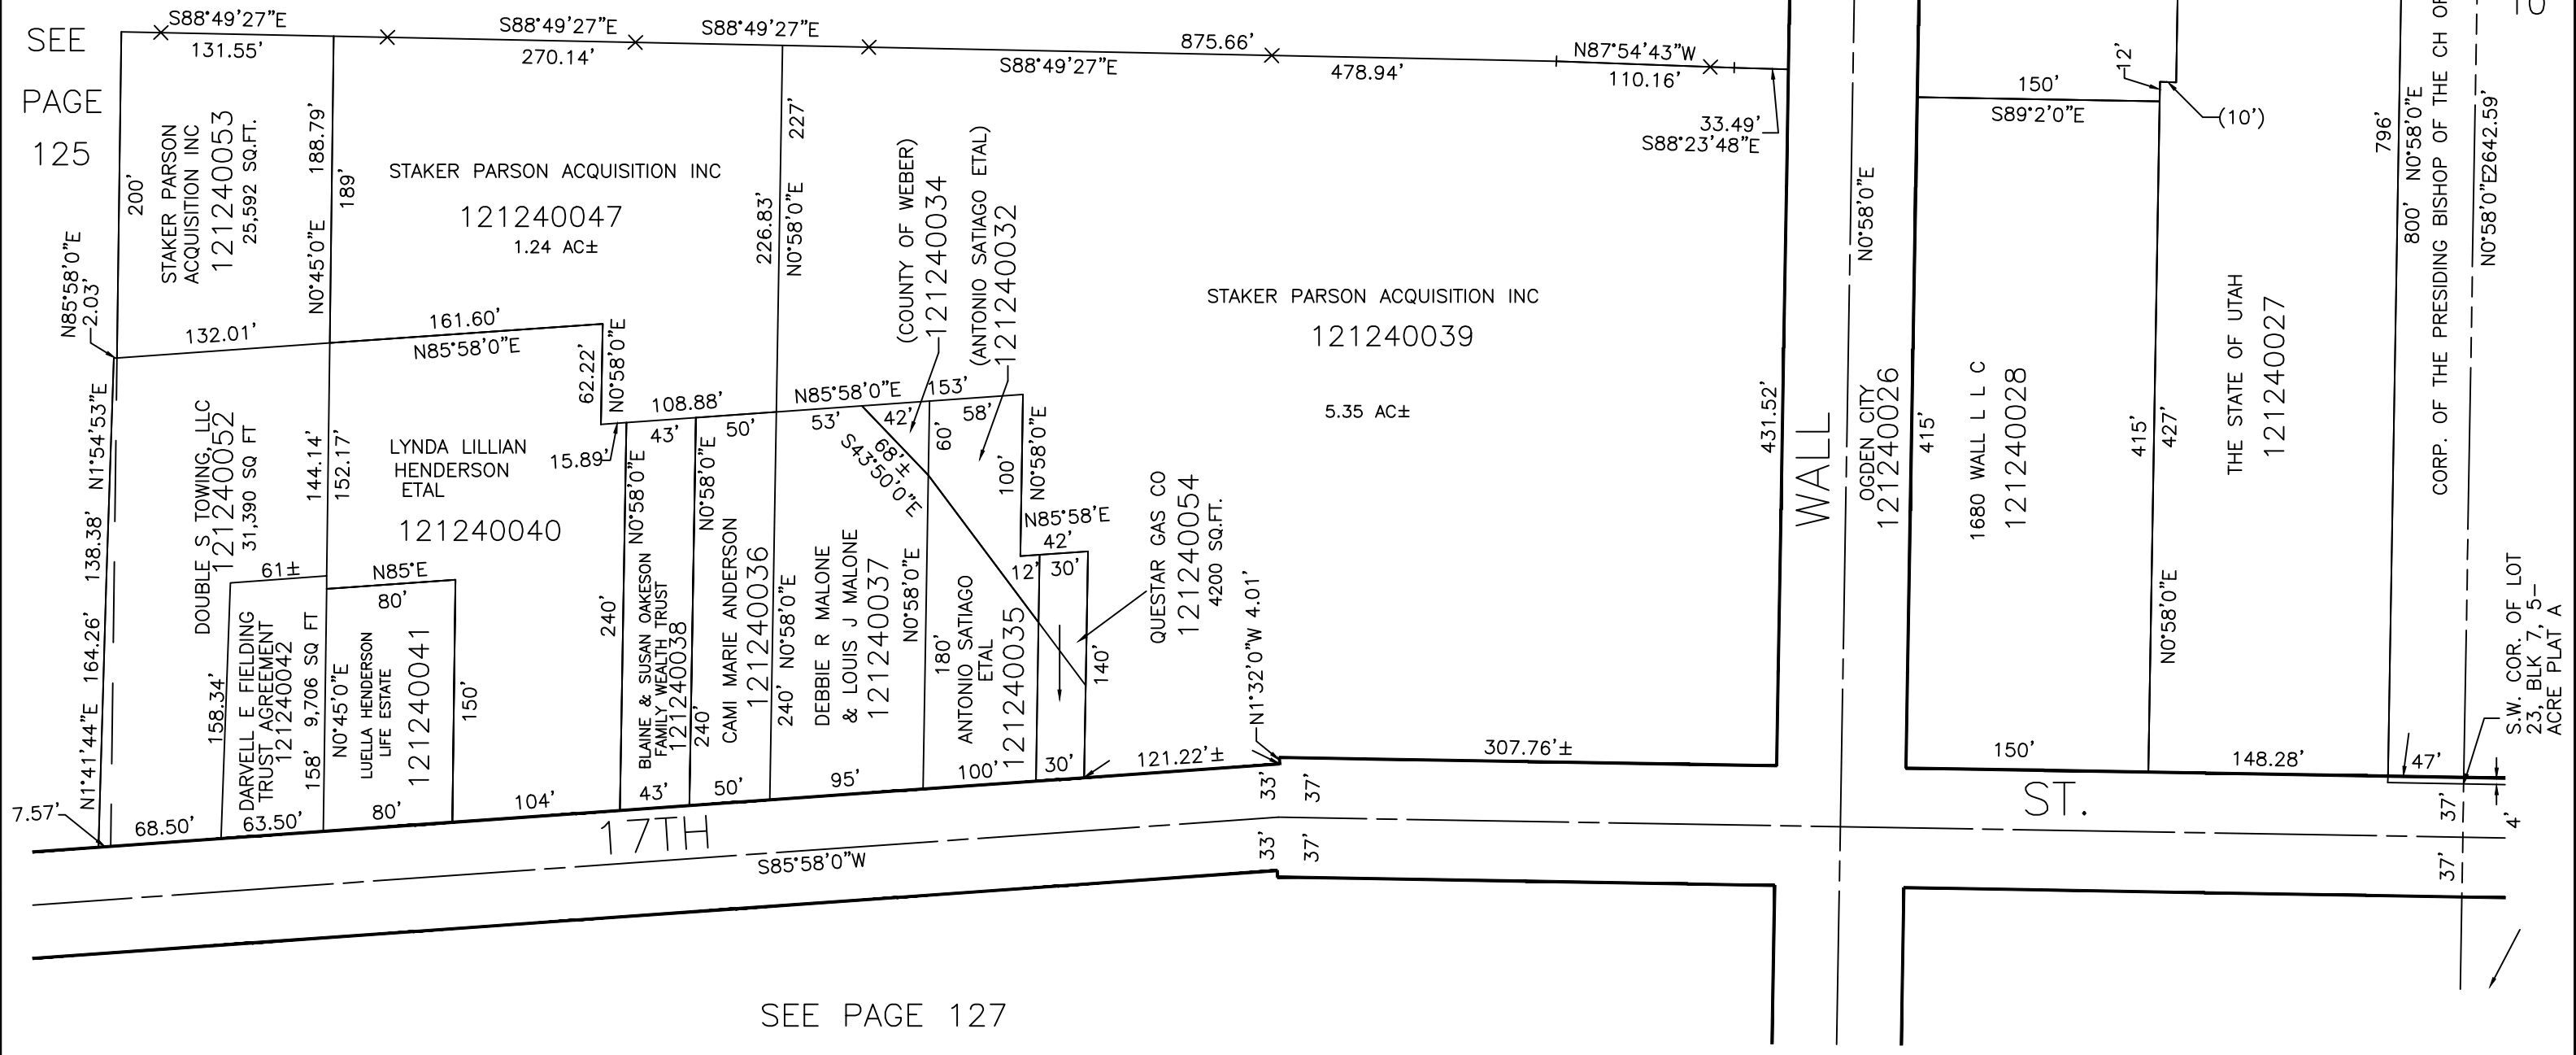 SEE
PAGE
125
S88°49'27"E
131.55'
S88°49'27"E
270.14'
S88°49'27"E
875.66'
S88°49'27"E
478.94'
N87°54'43"W
110.16'
33.49'
S88°23'48"E
200'
STAKER PARSON
ACQUISITION INC
121240053
25,592 SQ.FT.
N0°45'0"E 188.79'
189'
STAKER PARSON ACQUISITION INC
121240047
1.24 AC±
226.83'
227'
N0°58'0"E
N85°58'0"E
2.03'
132.01'
161.60'
N85°58'0"E
62.22'
N0°58'0"E
108.88'
15.89'
43'
50'
N85°58'0"E
153'
53'
42'
58'
(COUNTY OF WEBER)
121240034
(ANTONIO SATIAGO ETAL)
121240032
68'±
S43°50'0"E
60'
100'
N0°58'0"E
N85°58'E
42'
12'
30'
STAKER PARSON ACQUISITION INC
121240039
5.35 AC±
431.52'
N1°41'44"E 164.26' 138.38' N1°54'53"E
DOUBLE S TOWING, LLC
121240052
31,390 SQ FT
144.14'
152.17'
LYNDA LILLIAN
HENDERSON
ETAL
121240040
61±
N85°E
80'
158.34'
DARVELL E FIELDING
TRUST AGREEMENT
121240042
158' 9,706 SQ FT
N0°45'0"E
LUELLA HENDERSON
LIFE ESTATE
121240041
150'
240'
N0°58'0"E
BLAINE & SUSAN OAKESON
FAMILY WEALTH TRUST
121240038
240'
N0°58'0"E
CAMI MARIE ANDERSON
121240036
240' N0°58'0"E
DEBBIE R MALONE
& LOUIS J MALONE
121240037
N0°58'0"E
180'
ANTONIO SATIAGO
ETAL
121240035
140'
QUESTAR GAS CO
121240054
4200 SQ.FT.
N1°32'0"W 4.01'
7.57'
68.50'
63.50'
80'
104'
43'
50'
95'
100'
30'
121.22'±
307.76'±
33'
37'
33'
37'
17TH
S85°58'0"W
ST.
WALL
N0°58'0"E
OGDEN CITY
121240026
415'
150'
S89°2'0"E
12'
(10')
1680 WALL L L C
121240028
415'
427'
N0°58'0"E
THE STATE OF UTAH
121240027
796'
800' N0°58'0"E
CORP. OF THE PRESIDING BISHOP OF THE CH OF
N0°58'0"E2642.59'
10
150'
148.28'
47'
37'
37'
4'
S.W. COR. OF LOT
23, BLK 7, 5-
ACRE PLAT A
SEE PAGE 127